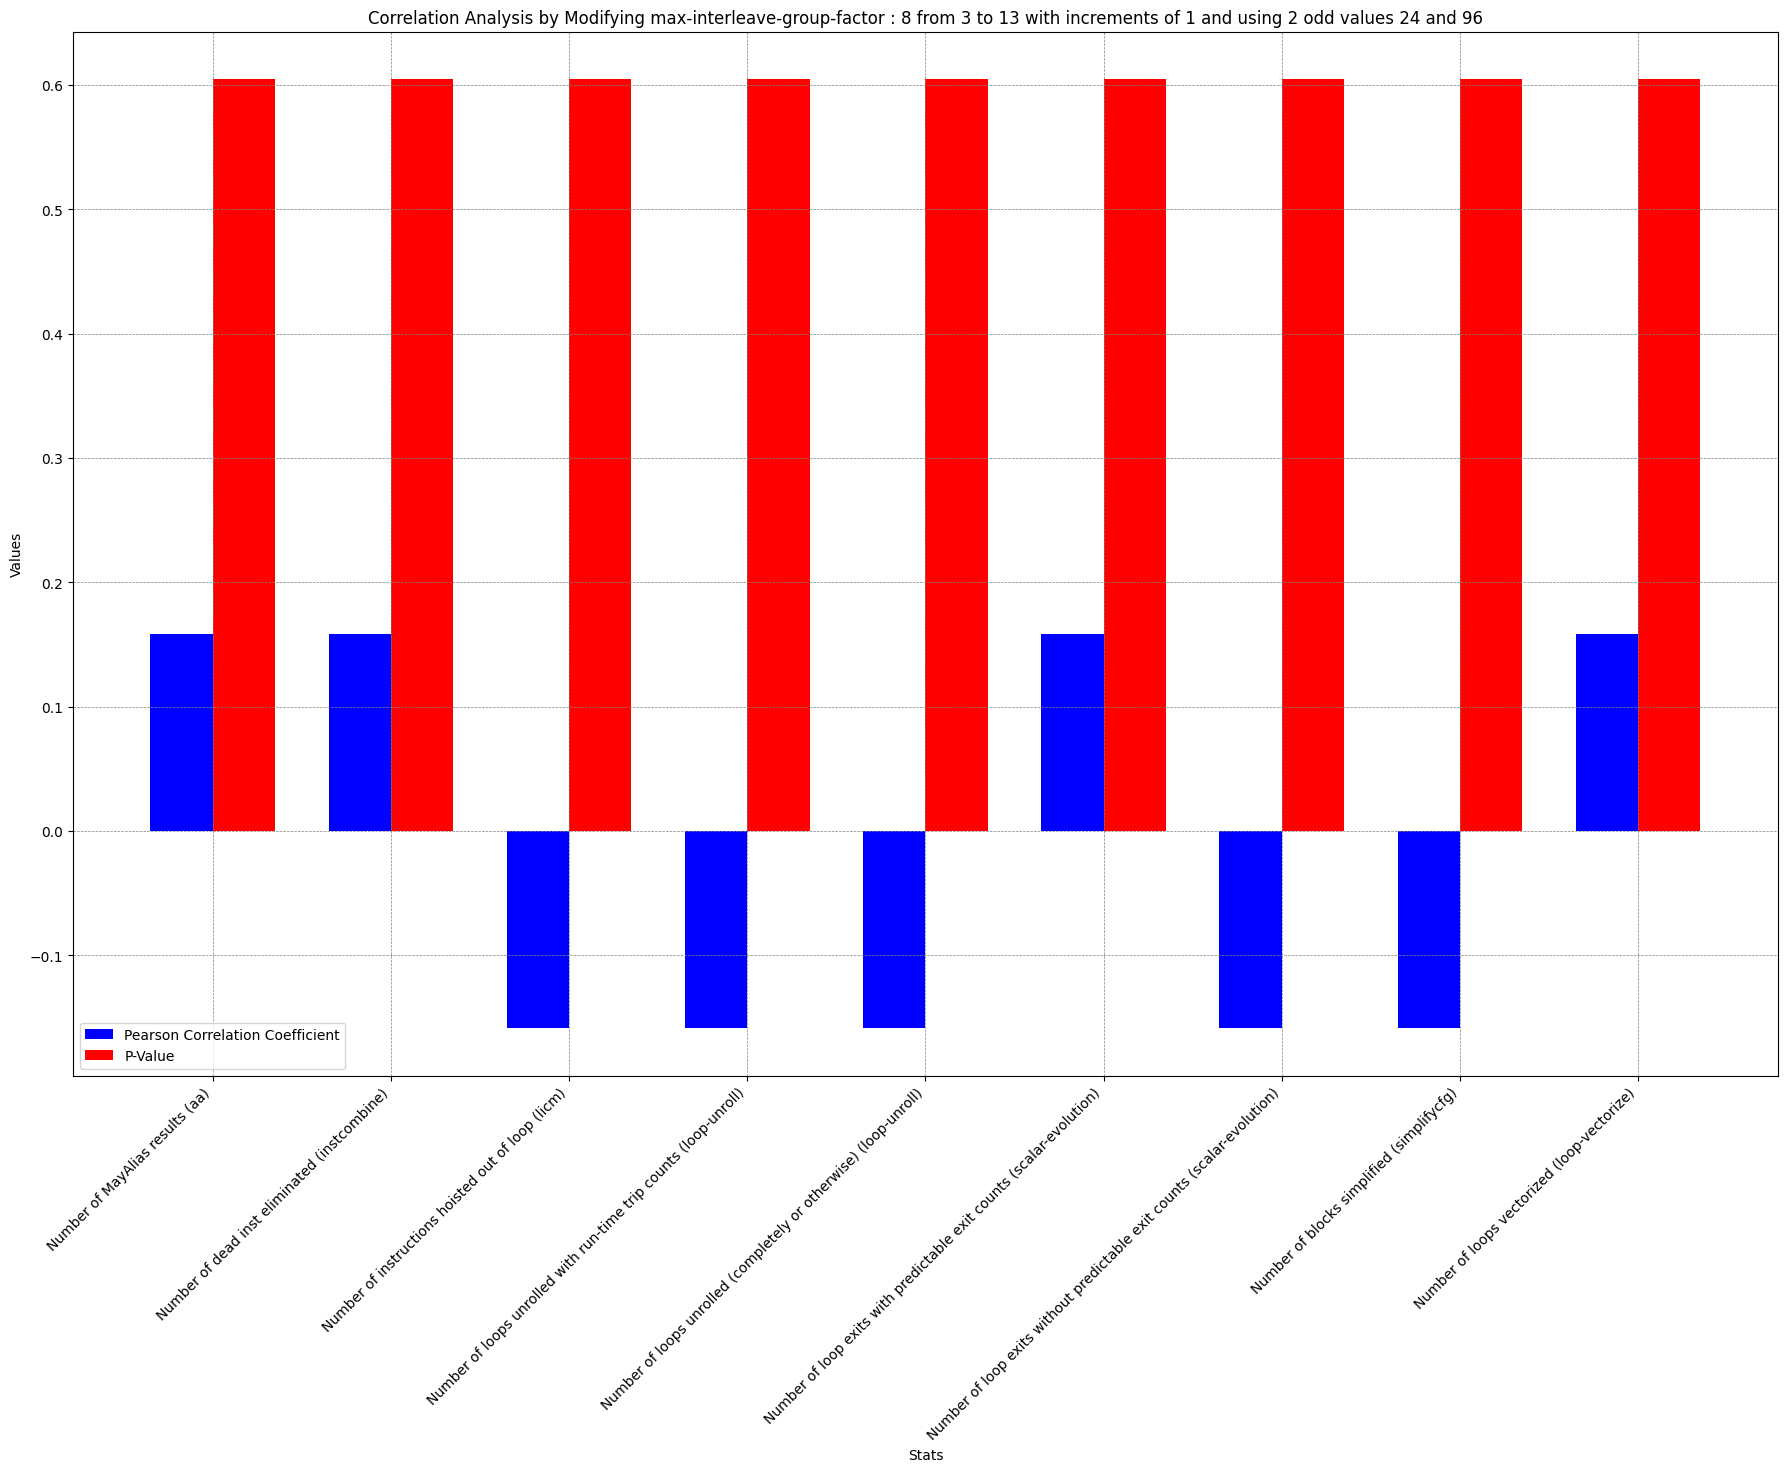 Correlation Analysis by Modifying max-interleave-group-factor : 8 from 3 to 13 with increments of 1 and using 2 odd values 24 and 96
Values
0.6
0.5
0.4
0.3
0.2
0.1
0.0
−0.1
Pearson Correlation Coefficient
P-Value
Number of MayAlias results (aa)
Number of dead inst eliminated (instcombine)
Number of instructions hoisted out of loop (licm)
Number of loops unrolled with run-time trip counts (loop-unroll)
Number of loops unrolled (completely or otherwise) (loop-unroll)
Number of loop exits with predictable exit counts (scalar-evolution)
Number of loop exits without predictable exit counts (scalar-evolution)
Number of blocks simplified (simplifycfg)
Number of loops vectorized (loop-vectorize)
Stats